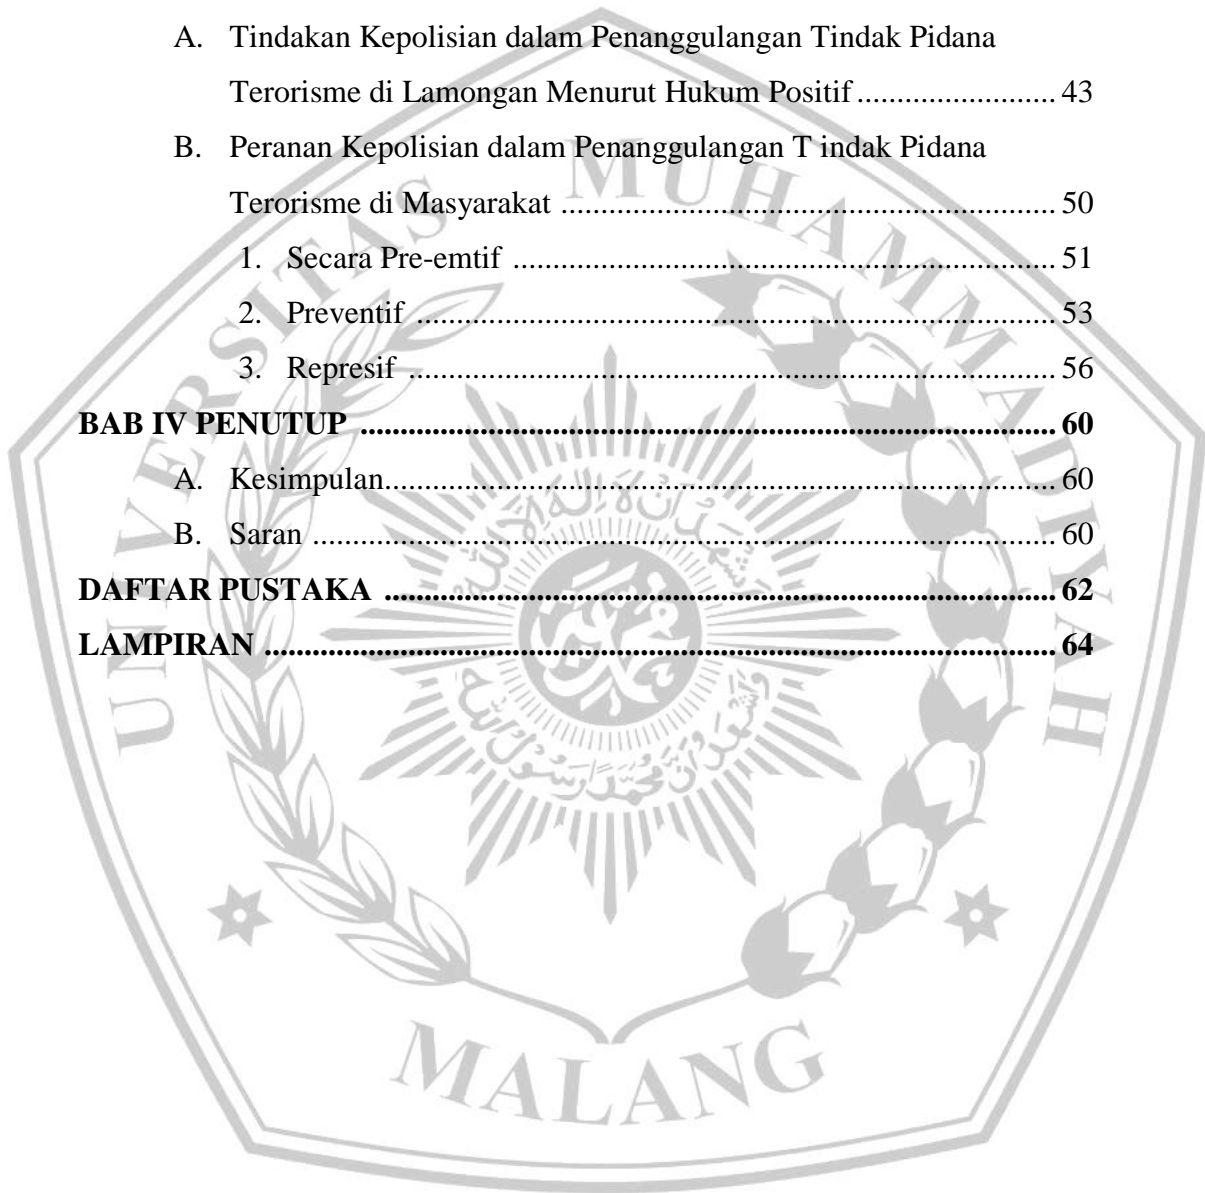 A. Tindakan Kepolisian dalam Penanggulangan Tindak Pidana
Terorisme di Lamongan Menurut Hukum Positif ......................... 43
B. Peranan Kepolisian dalam Penanggulangan T indak Pidana
Terorisme di Masyarakat ............................................................... 50
1. Secara Pre-emtif ..................................................................... 51
2. Preventif ................................................................................. 53
3. Represif .................................................................................. 56
BAB IV PENUTUP ........................................................................................ 60
A. Kesimpulan..................................................................................... 60
B. Saran .............................................................................................. 60
DAFTAR PUSTAKA ..................................................................................... 62
LAMPIRAN .................................................................................................... 64
UNIVERSITAS MUHAMMADIYAH
MALANG